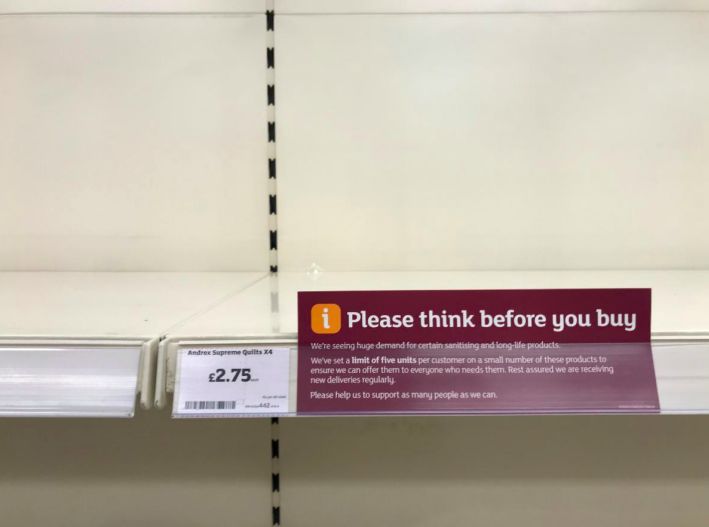 i Please think before you buy
We're seeing huge demand for certain sanitising and long-life products.
We've set a limit of five units per customer on a small number of these products to
ensure we can offer them to everyone who needs them. Rest assured we are receiving
new deliveries regularly.
Please help us to support as many people as we can.
Andrex Supreme Quilts X4
£2.75